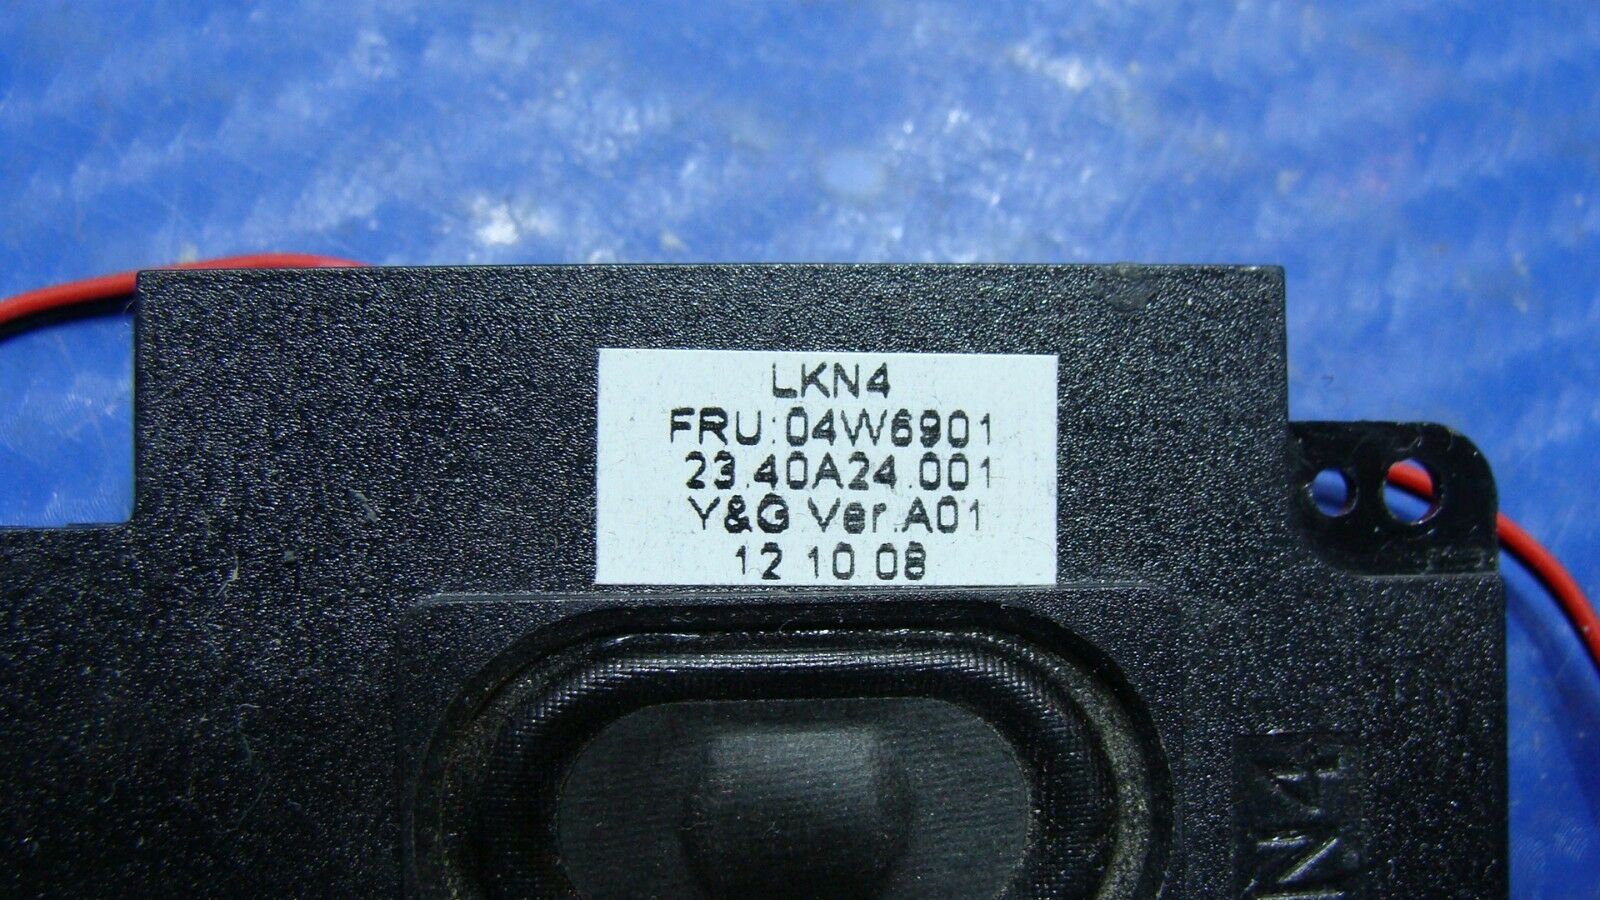 LKN4
FRU:04W6901
23.40A24.001
Y&G Ver.A01
12 10 08